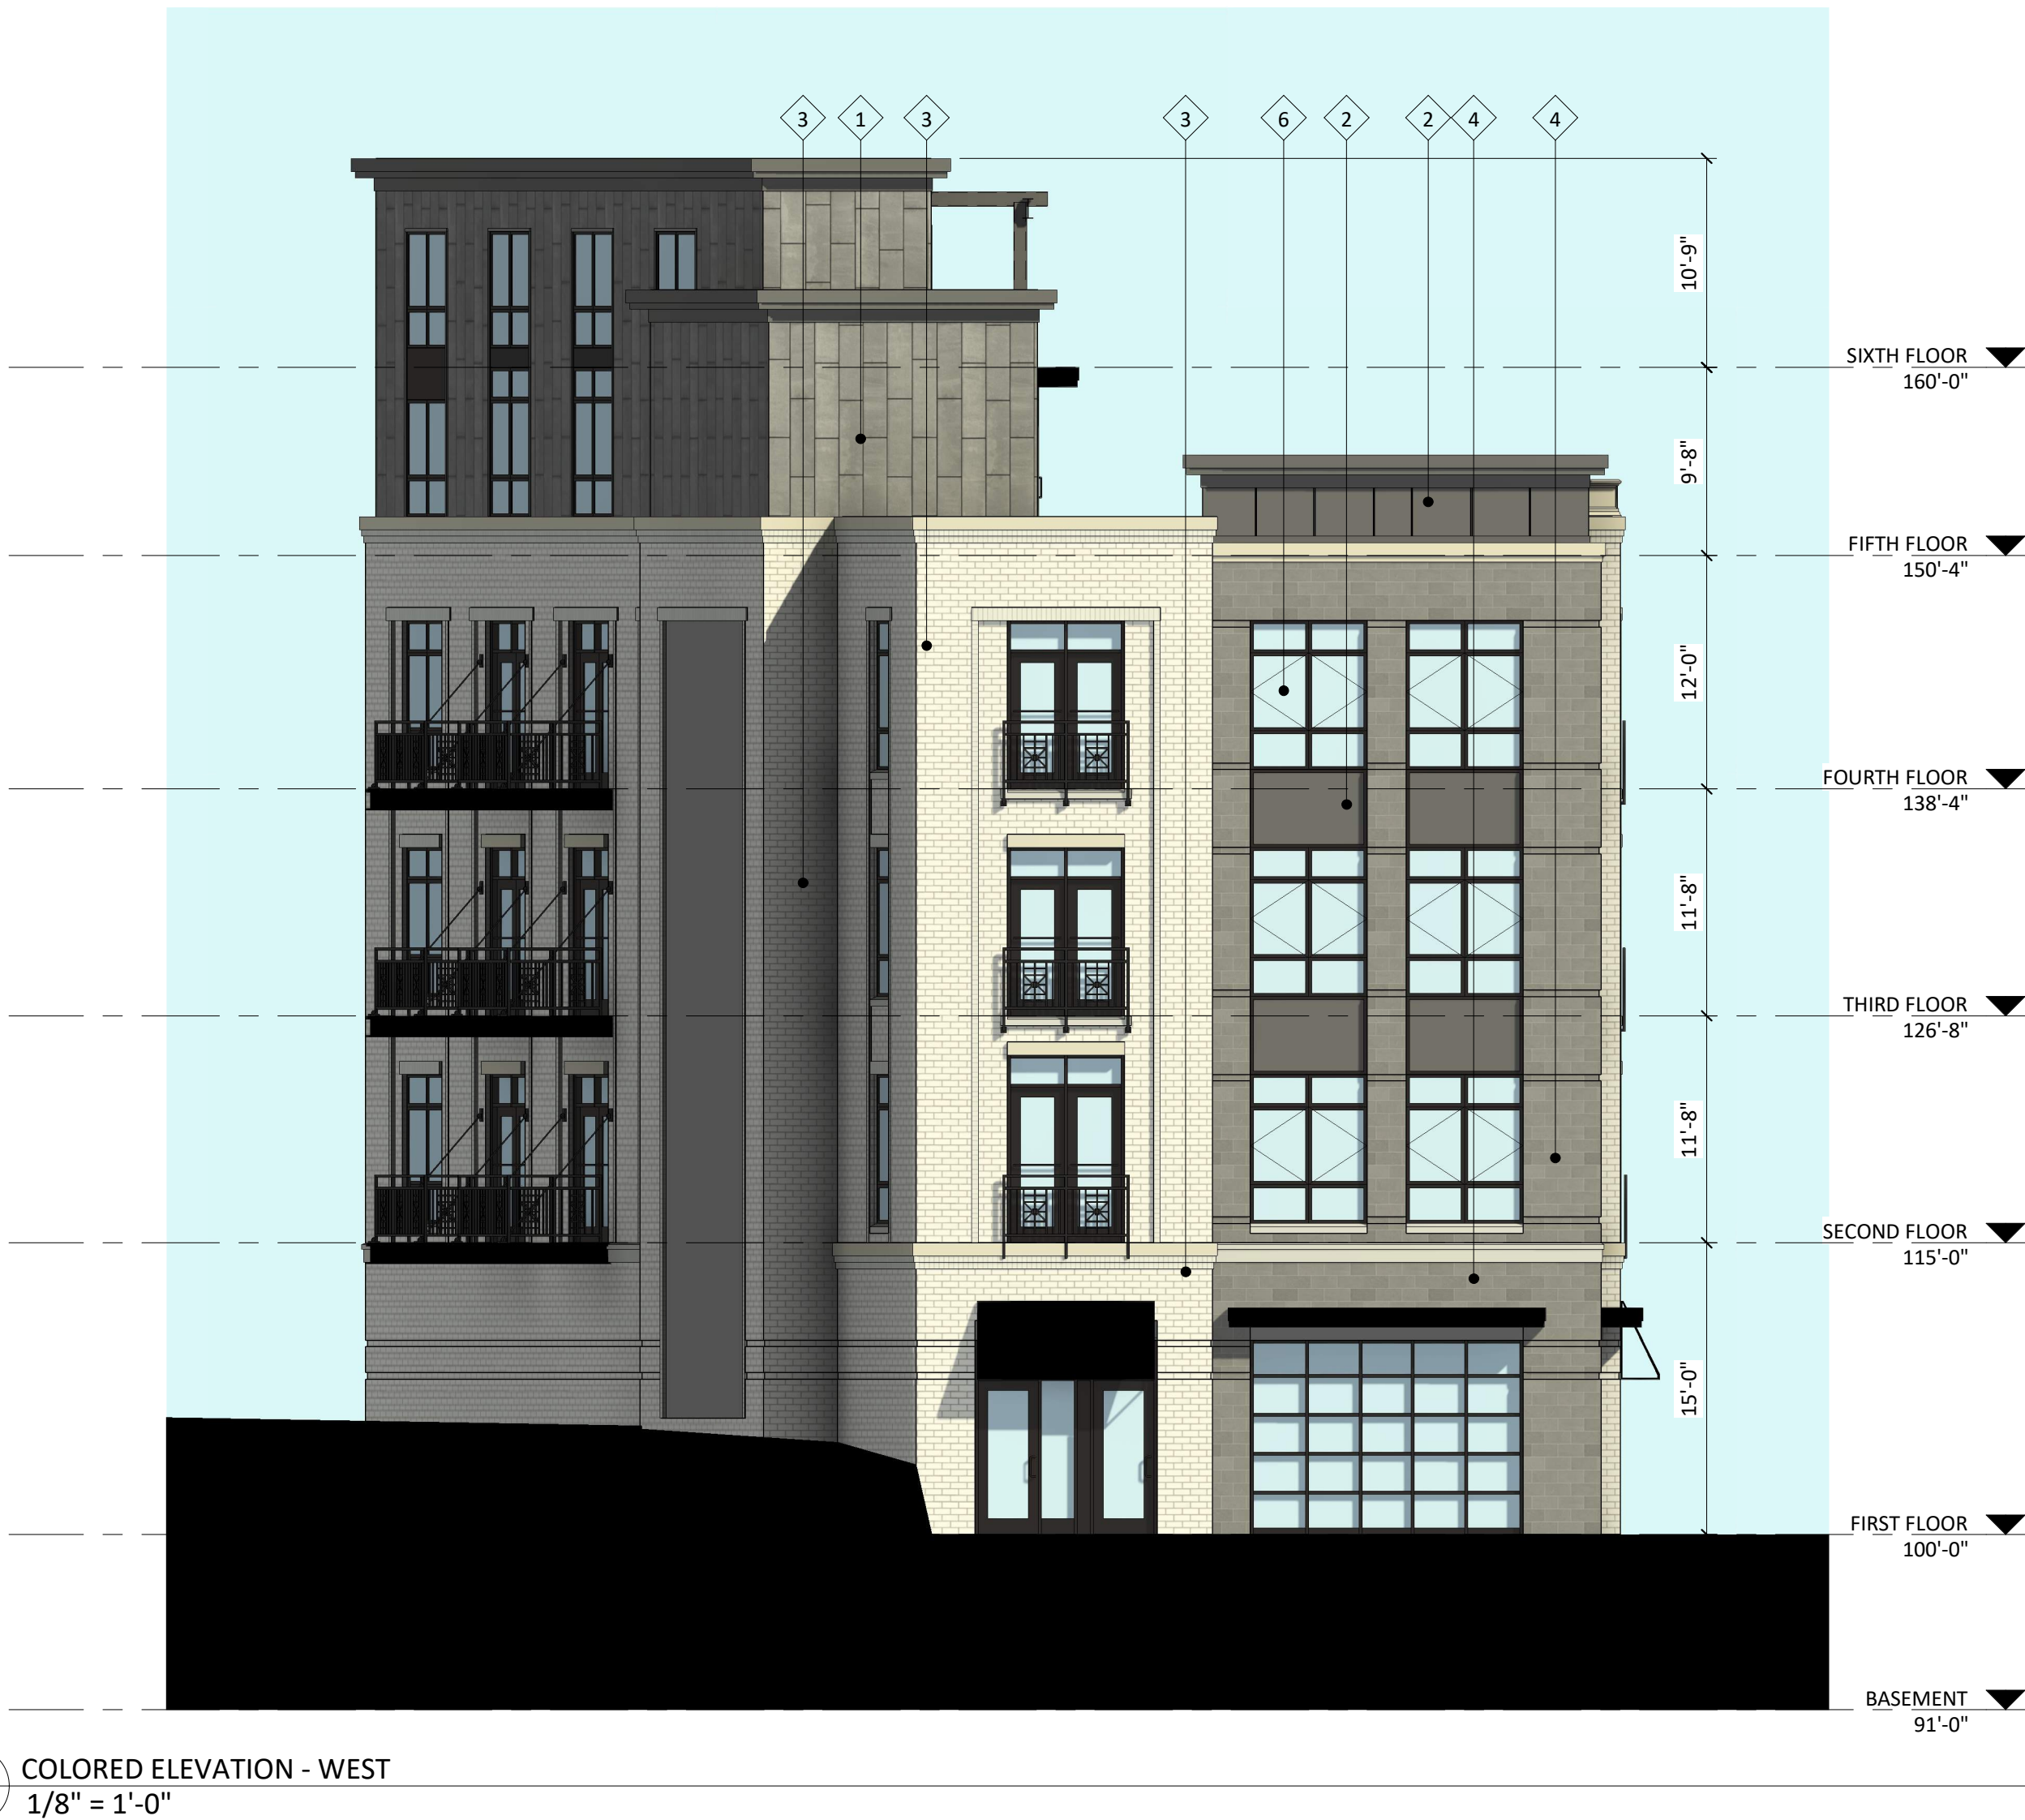 3 1 3 3 6 2 2 4 4
10'-9"
SIXTH FLOOR
160'-0"
9'-8"
FIFTH FLOOR
150'-4"
12'-0"
FOURTH FLOOR
138'-4"
11'-8"
THIRD FLOOR
126'-8"
11'-8"
SECOND FLOOR
115'-0"
15'-0"
FIRST FLOOR
100'-0"
BASEMENT
91'-0"
COLORED ELEVATION - WEST
1/8" = 1'-0"